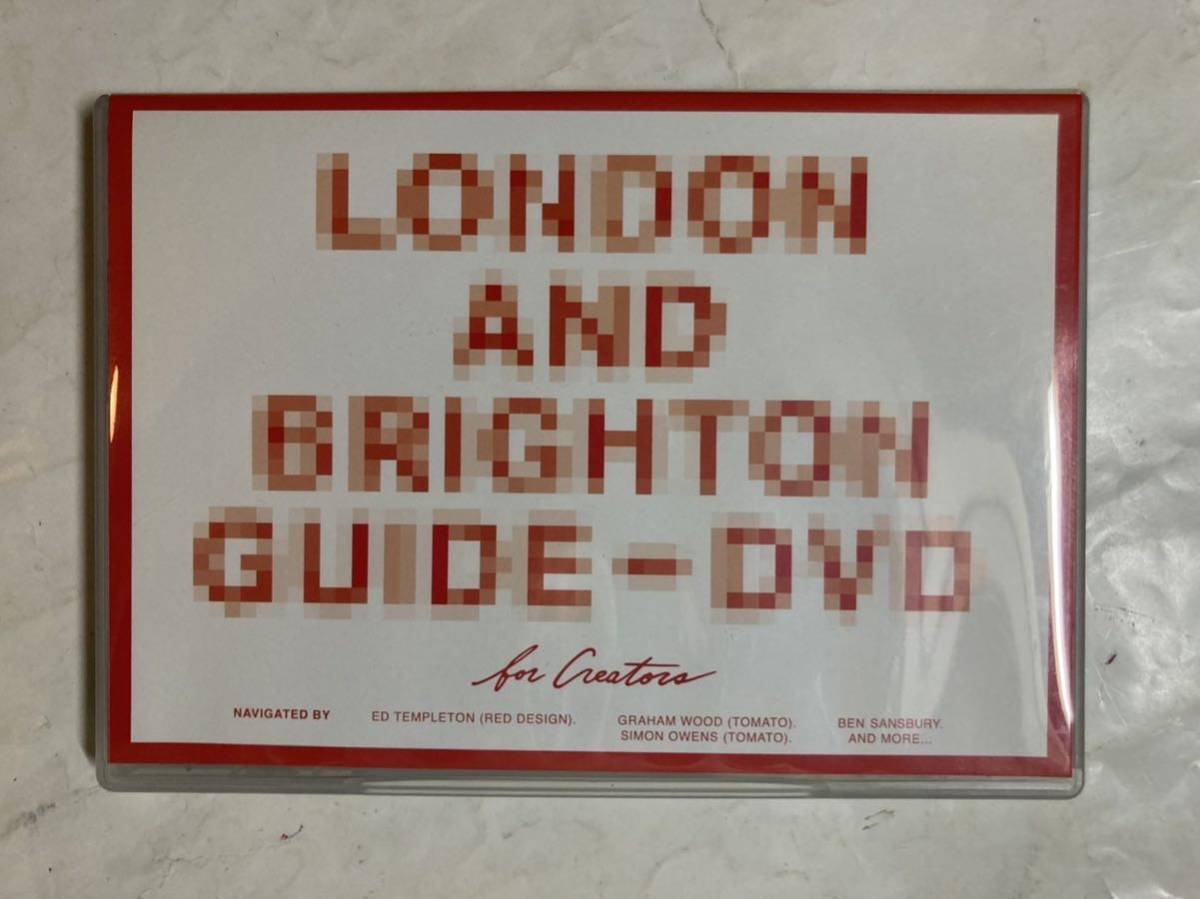 LONDON
AND
BRIGHTON
GUIDE-DVD
for Creators
NAVIGATED BY ED TEMPLETON (RED DESIGN). GRAHAM WOOD (TOMATO). BEN SANSBURY.
SIMON OWENS (TOMATO). AND MORE...